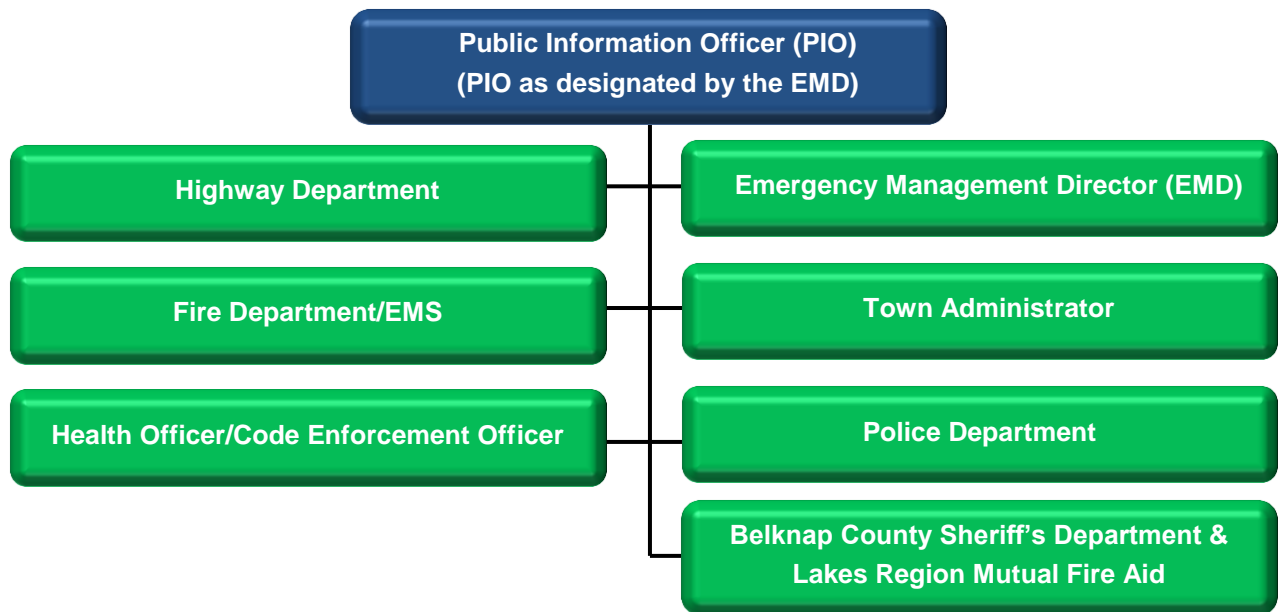 Public Information Officer (PIO)
(PIO as designated by the EMD)
Highway Department
Emergency Management Director (EMD)
Fire Department/EMS
Town Administrator
Health Officer/Code Enforcement Officer
Police Department
Belknap County Sheriff’s Department &
Lakes Region Mutual Fire Aid